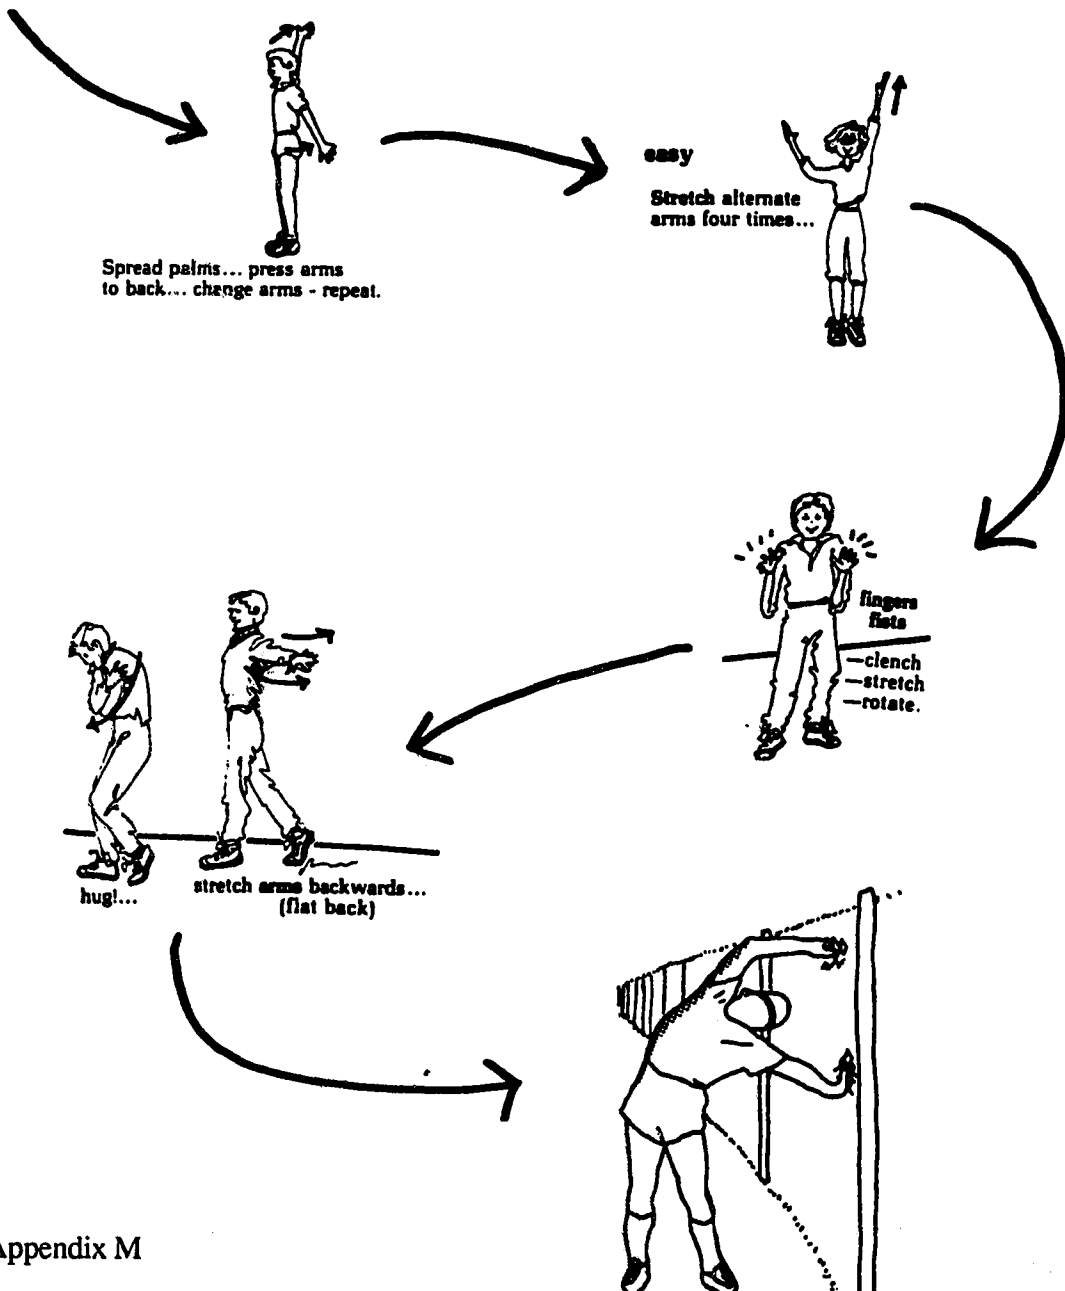 Spread palms... press arms
to back... change arms - repeat.
easy
Stretch alternate
arms four times...
fingers
fists
—clench
—stretch
—rotate.
hug!...
stretch arms backwards...
(flat back)
Appendix M